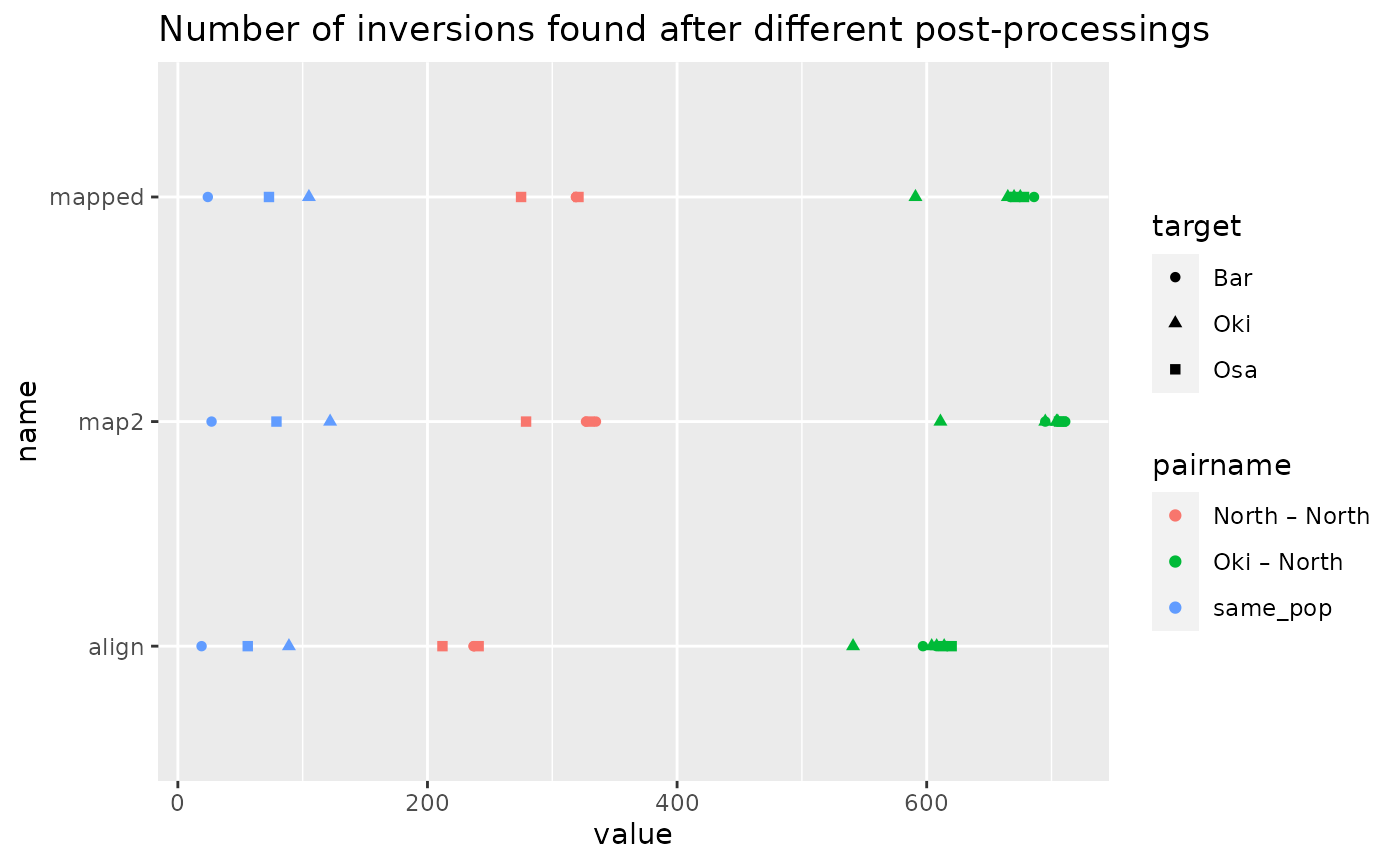 Number of inversions found after different post-processings
mapped
map2
align
name
0
200
400
600
value
target
Bar
Oki
Osa
pairname
North – North
Oki – North
same_pop